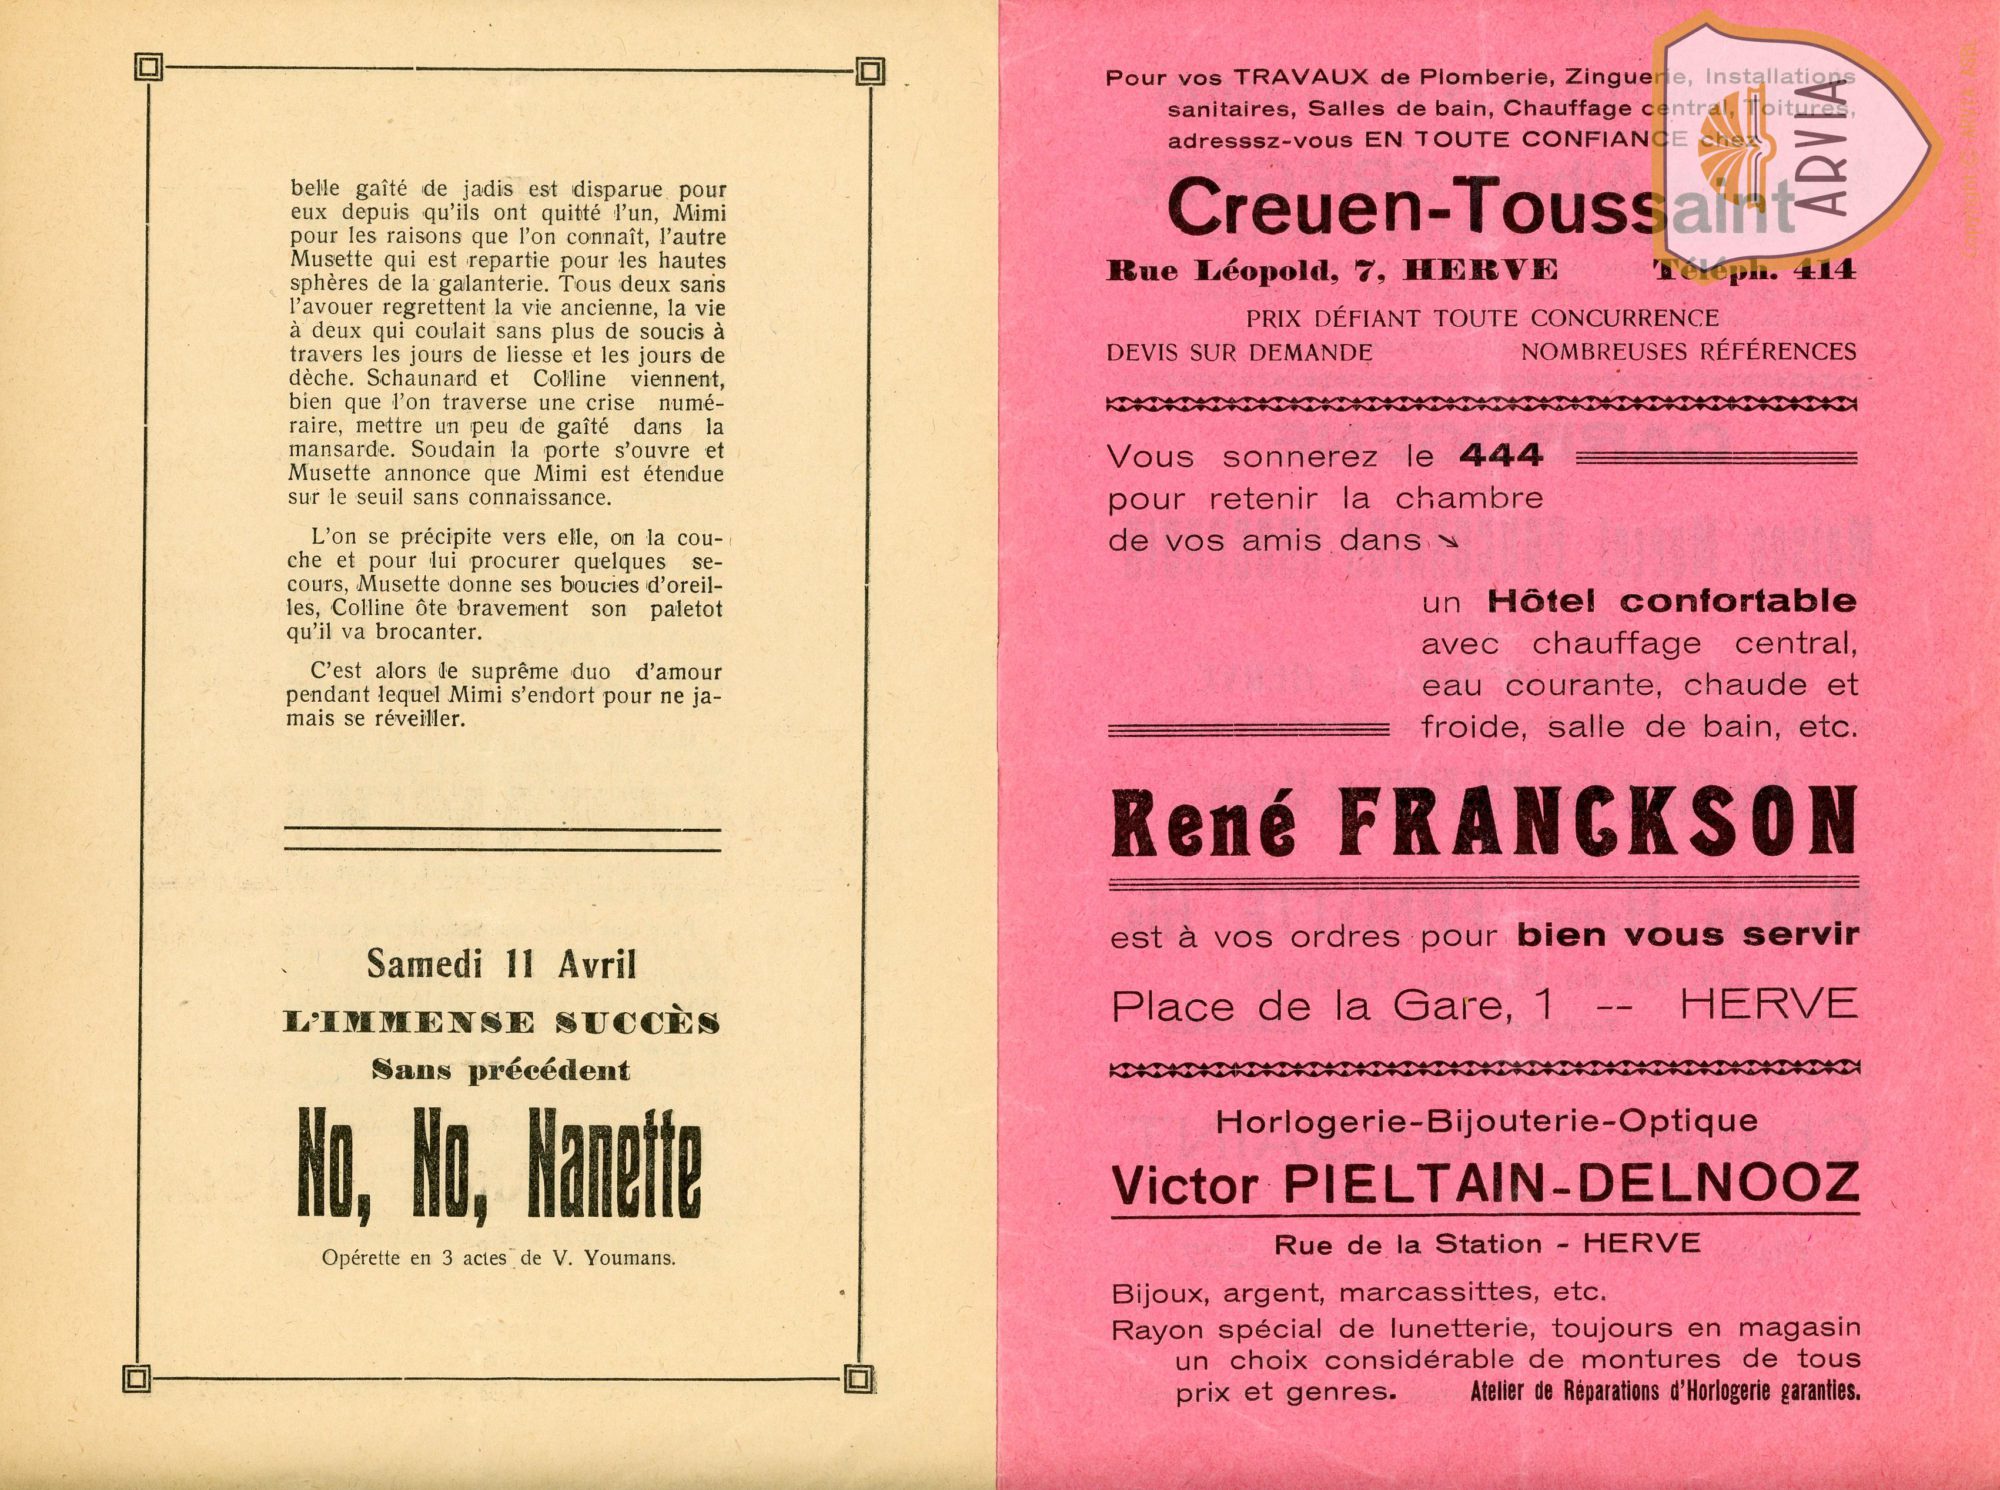 belle gaîté de jadis est disparue pour
eux depuis qu'ils ont quitté l'un, Mimi
pour les raisons que l'on connaît, l'autre
Musette qui est repartie pour les hautes
sphères de la galanterie. Tous deux sans
l'avouer regrettent la vie ancienne, la vie
à deux qui coulait sans plus de soucis à
travers les jours de liesse et les jours de
dèche. Schaunard et Colline viennent,
bien que l'on traverse une crise numé-
raire, mettre un peu de gaîté dans la
mansarde. Soudain la porte s'ouvre et
Musette annonce que Mimi est étendue
sur le seuil sans connaissance.
L'on se précipite vers elle, on la cou-
che et pour lui procurer quelques se-
cours, Musette donne ses boucles d'oreil-
les, Colline ôte bravement son paletot
qu'il va brocanter.
C'est alors le suprême duo d'amour
pendant lequel Mimi s'endort pour ne ja-
mais se réveiller.
Samedi 11 Avril
L'IMMENSE SUCCÈS
Sans précédent
No, No, Nanette
Opérette en 3 actes de V. Youmans.
Pour vos TRAVAUX de Plomberie, Zinguerie, Installations
sanitaires, Salles de bain, Chauffage central, Toitures,
adresssz-vous EN TOUTE CONFIANCE chez
Creuen-Toussaint
Rue Léopold, 7, HERVE Téléph. 414
PRIX DÉFIANT TOUTE CONCURRENCE
DEVIS SUR DEMANDE NOMBREUSES RÉFÉRENCES
Vous sonnerez le 444
pour retenir la chambre
de vos amis dans
un Hôtel confortable
avec chauffage central,
eau courante, chaude et
froide, salle de bain, etc.
René FRANCKSON
est à vos ordres pour bien vous servir
Place de la Gare, 1 -- HERVE
Horlogerie-Bijouterie-Optique
Victor PIELTAIN-DELNOOZ
Rue de la Station - HERVE
Bijoux, argent, marcassittes, etc.
Rayon spécial de lunetterie, toujours en magasin
un choix considérable de montures de tous
prix et genres. Atelier de Réparations d'Horlogerie garanties.
ARVIA